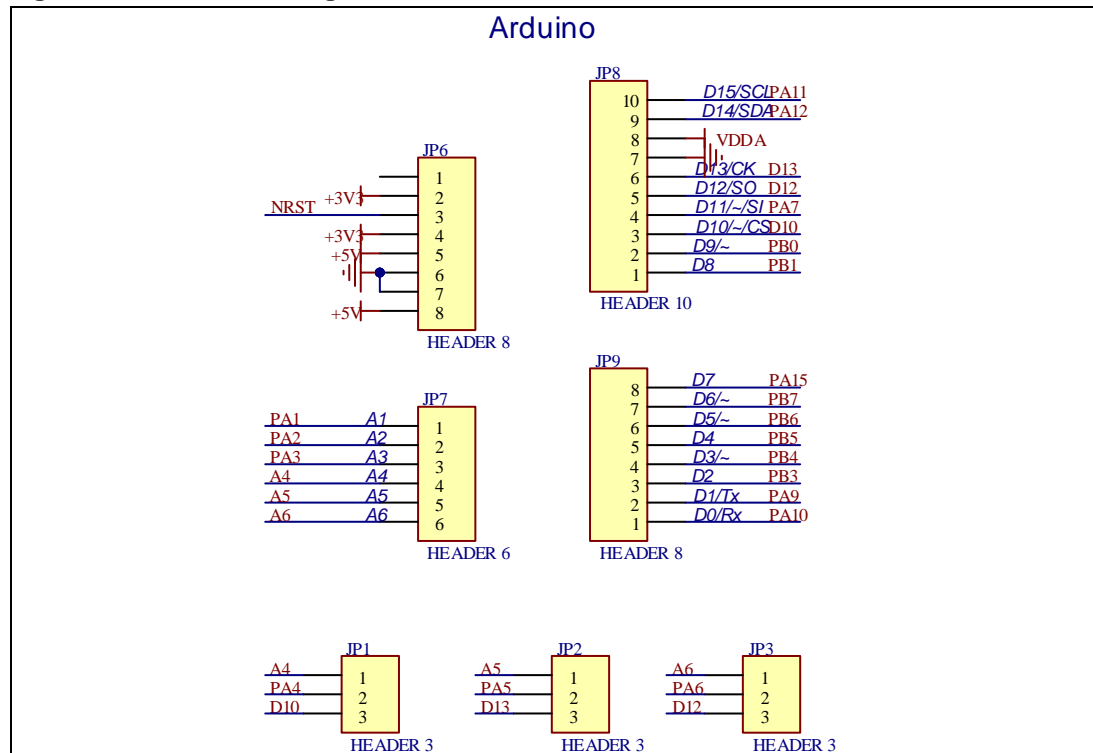 Arduino
JP6
1
+3V3 2
NRST 3
+3V3 4
+5V 5
6
7
+5V 8
HEADER 8
JP8
10 D15/SCL PA11
9 D14/SDA PA12
8 VDDA
7
6 D13/CK D13
5 D12/SO D12
4 D11/~/SI PA7
3 D10/~/CS D10
2 D9/~ PB0
1 D8 PB1
HEADER 10
JP7
PA1 A1 1
PA2 A2 2
PA3 A3 3
A4 A4 4
A5 A5 5
A6 A6 6
HEADER 6
JP9
8 D7 PA15
7 D6/~ PB7
6 D5/~ PB6
5 D4 PB5
4 D3/~ PB4
3 D2 PB3
2 D1/Tx PA9
1 D0/Rx PA10
HEADER 8
JP1
A4 1
PA4 2
D10 3
HEADER 3
JP2
A5 1
PA5 2
D13 3
HEADER 3
JP3
A6 1
PA6 2
D12 3
HEADER 3